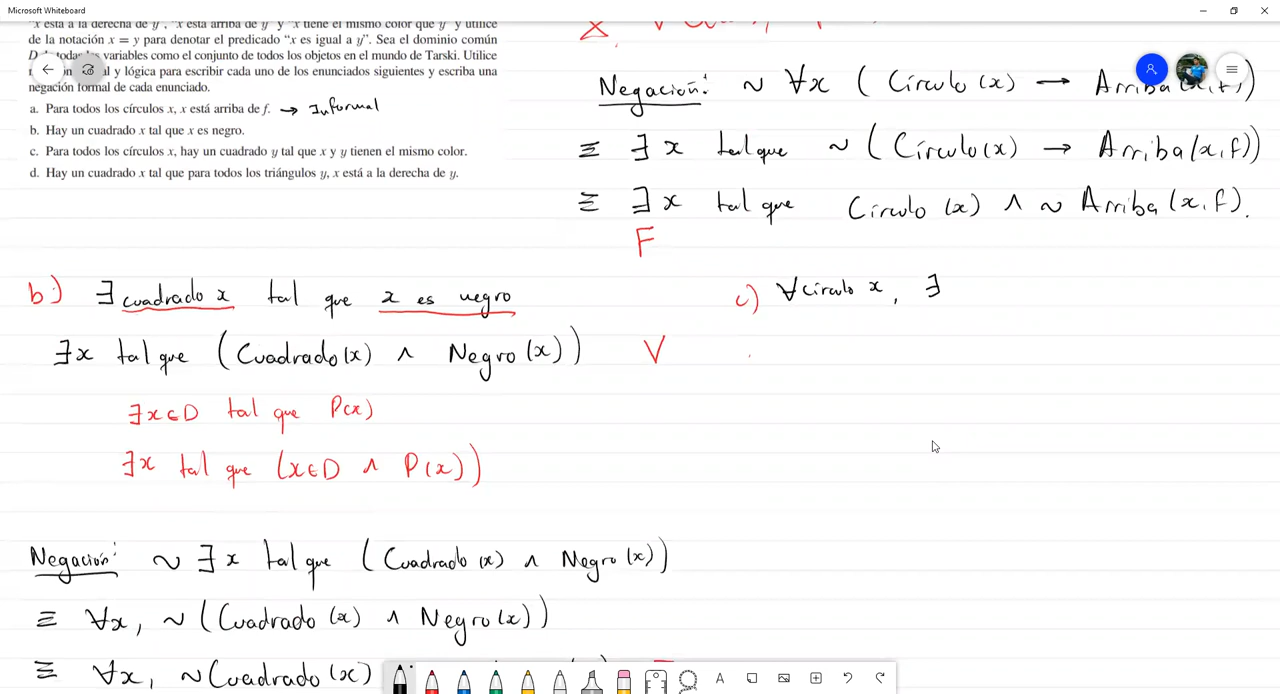 Microsoft Whiteboard
"x está a la derecha de y", "x está arriba de y" y "x tiene el mismo color que y" y utilice
de la notación x = y para denotar el predicado "x es igual a y". Sea el dominio común
D de todas las variables como el conjunto de todos los objetos en el mundo de Tarski. Utilice
y lógica para escribir cada uno de los enunciados siguientes y escriba una
negación formal de cada enunciado.
a. Para todos los círculos x, x está arriba de f. → Informal
b. Hay un cuadrado x tal que x es negro.
c. Para todos los círculos x, hay un cuadrado y tal que x y y tienen el mismo color.
d. Hay un cuadrado x tal que para todos los triángulos y, x está a la derecha de y.
Negación: ~ ∀x ( Círculo (x) → Arriba (x, f) )
≡ ∃ x tal que ~ ( Círculo (x) → Arriba (x, f))
≡ ∃ x tal que Círculo (x) ∧ ~ Arriba (x, f).
F
b) ∃ cuadrado x tal que x es negro
∃x tal que (Cuadrado (x) ∧ Negro (x)) V
∃x∈D tal que P(x)
∃x tal que (x∈D ∧ P(x))
c) ∀círculo x, ∃
Negación: ~ ∃ x tal que ( Cuadrado (x) ∧ Negro (x))
≡ ∀x, ~ (Cuadrado (x) ∧ Negro (x))
≡ ∀x, ~Cuadrado (x)
A